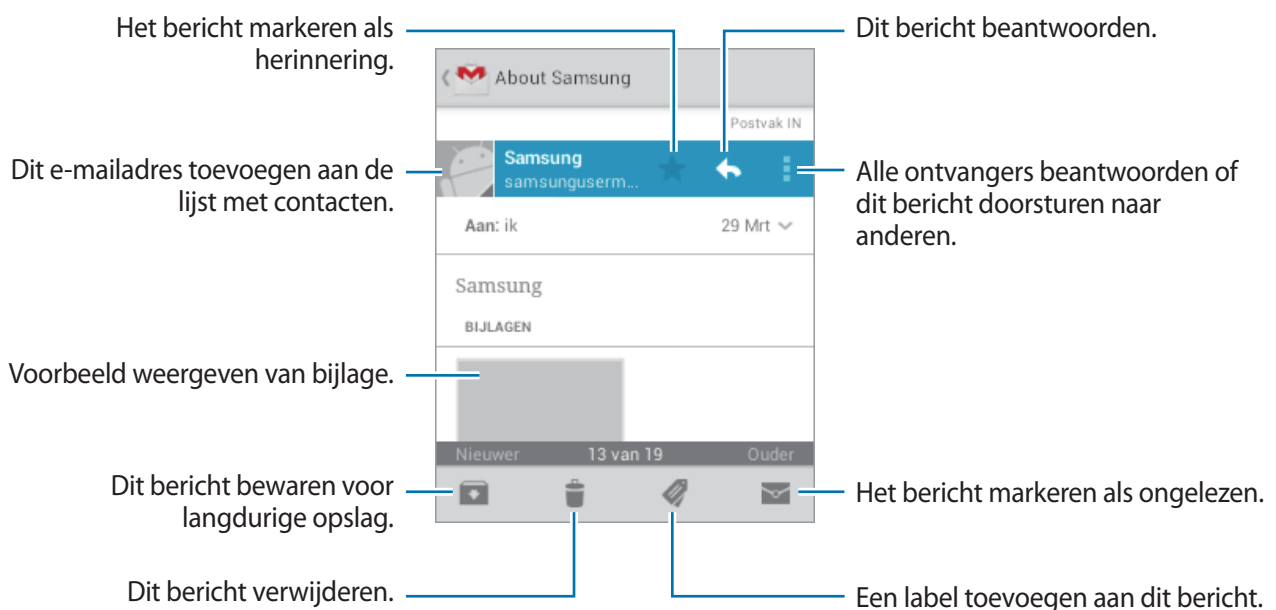 Het bericht markeren als
herinnering.
Dit bericht beantwoorden.
About Samsung
Postvak IN
Dit e-mailadres toevoegen aan de
lijst met contacten.
Samsung
samsunguserm...
Alle ontvangers beantwoorden of
dit bericht doorsturen naar
anderen.
Aan: ik 29 Mrt
Samsung
BIJLAGEN
Voorbeeld weergeven van bijlage.
Nieuwer 13 van 19 Ouder
Dit bericht bewaren voor
langdurige opslag.
Het bericht markeren als ongelezen.
Dit bericht verwijderen.
Een label toevoegen aan dit bericht.